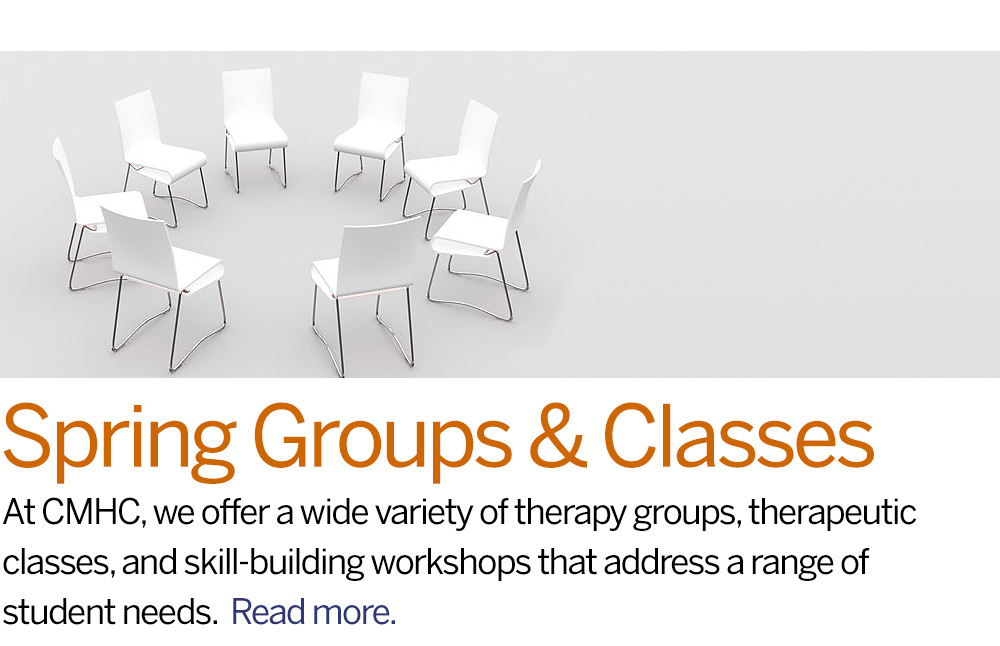 Spring Groups & Classes
At CMHC, we offer a wide variety of therapy groups, therapeutic
classes, and skill-building workshops that address a range of
student needs. Read more.